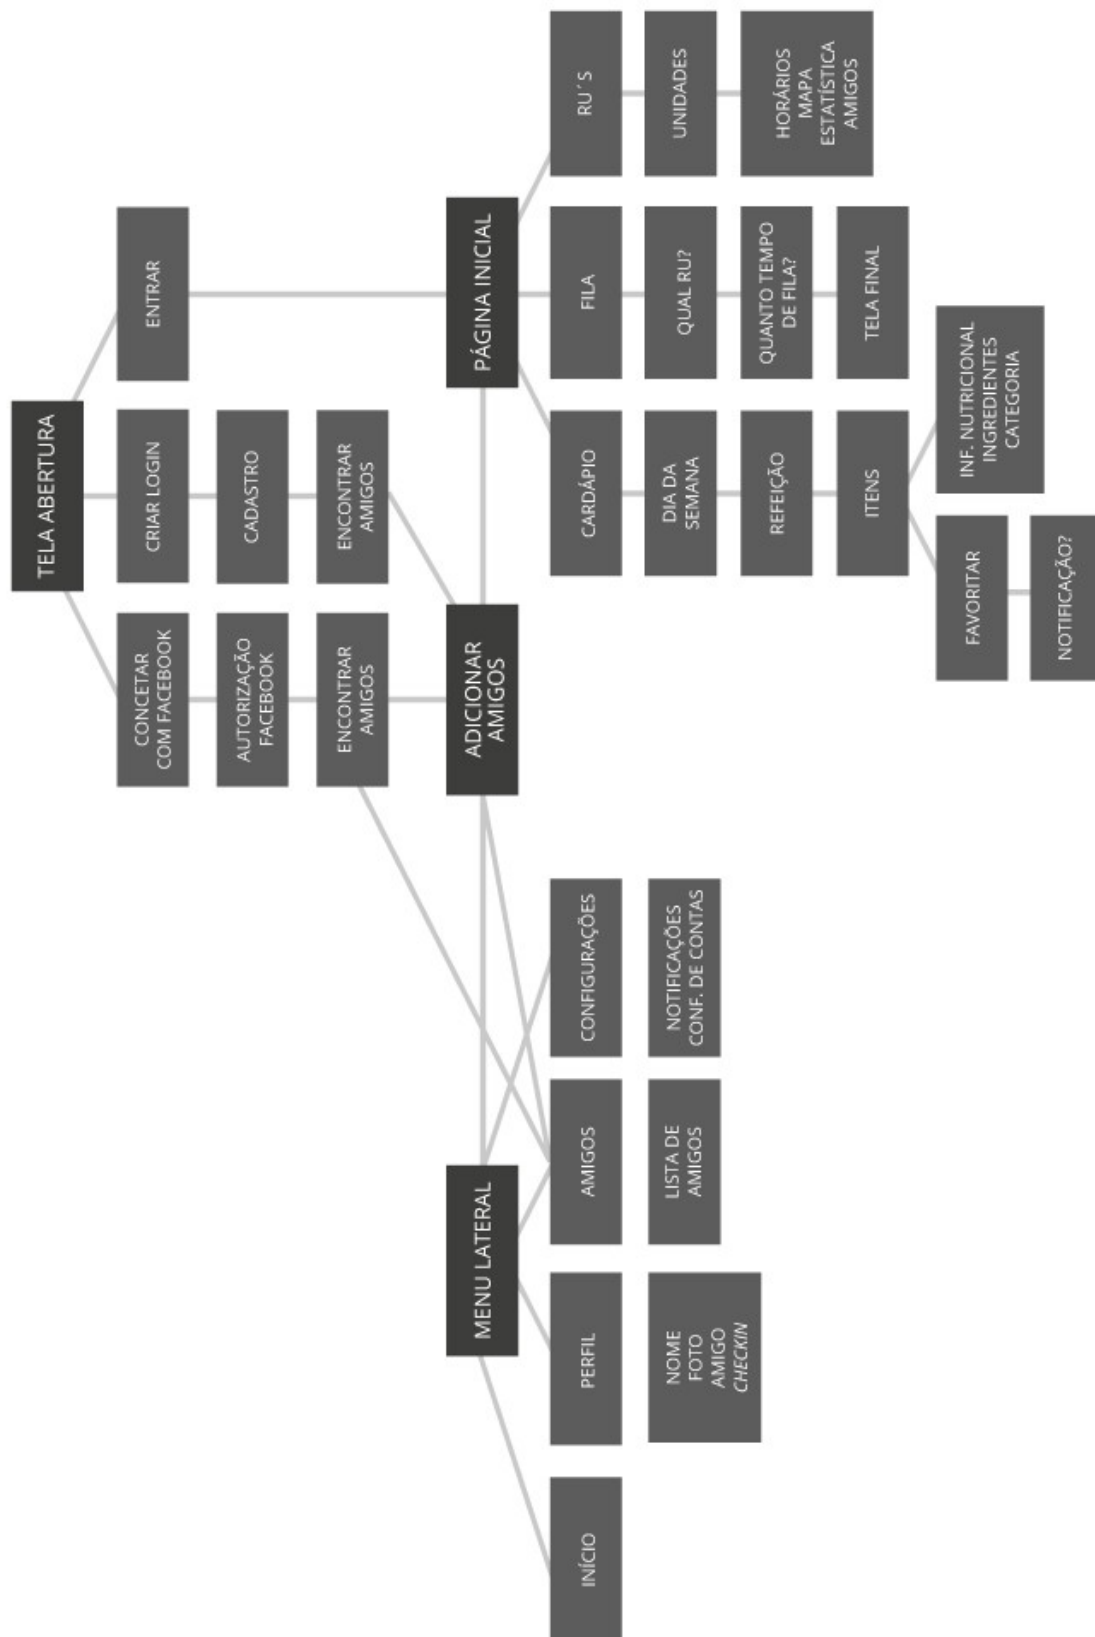 TELA ABERTURA
CONCETAR
COM FACEBOOK
CRIAR LOGIN
ENTRAR
AUTORIZAÇÃO
FACEBOOK
CADASTRO
ENCONTRAR
AMIGOS
ENCONTRAR
AMIGOS
MENU LATERAL
ADICIONAR
AMIGOS
PÁGINA INICIAL
INÍCIO
PERFIL
AMIGOS
CONFIGURAÇÕES
CARDÁPIO
FILA
RU´S
NOME
FOTO
AMIGO
CHECKIN
LISTA DE
AMIGOS
NOTIFICAÇÕES
CONF. DE CONTAS
DIA DA
SEMANA
QUAL RU?
UNIDADES
REFEIÇÃO
QUANTO TEMPO
DE FILA?
HORÁRIOS
MAPA
ESTATÍSTICA
AMIGOS
ITENS
TELA FINAL
FAVORITAR
INF. NUTRICIONAL
INGREDIENTES
CATEGORIA
NOTIFICAÇÃO?